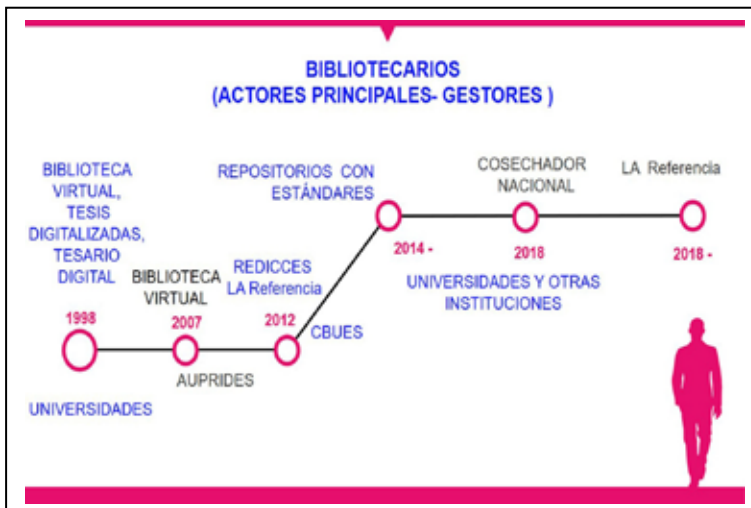 BIBLIOTECARIOS
(ACTORES PRINCIPALES- GESTORES )
BIBLIOTECA
VIRTUAL,
TESIS
DIGITALIZADAS,
TESARIO
DIGITAL
1998
UNIVERSIDADES
BIBLIOTECA
VIRTUAL
2007
AUPRIDES
REDICCES
LA Referencia
2012
CBUES
REPOSITORIOS CON
ESTÁNDARES
2014 -
COSECHADOR
NACIONAL
2018
UNIVERSIDADES Y OTRAS
INSTITUCIONES
LA Referencia
2018 -